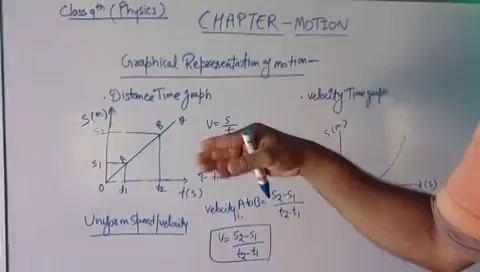 Class 9th (Physics)
CHAPTER-MOTION
Graphical Representation of motion-
• Distance Time graph
• velocity Time graph
S(m)
S2
S1
O
A
B
t1
t2
t(s)
V = S/t
velocity A to B = S2-S1/t2-t1
V = S2-S1/t2-t1
Uniform Speed/velocity
S(m)
t(s)